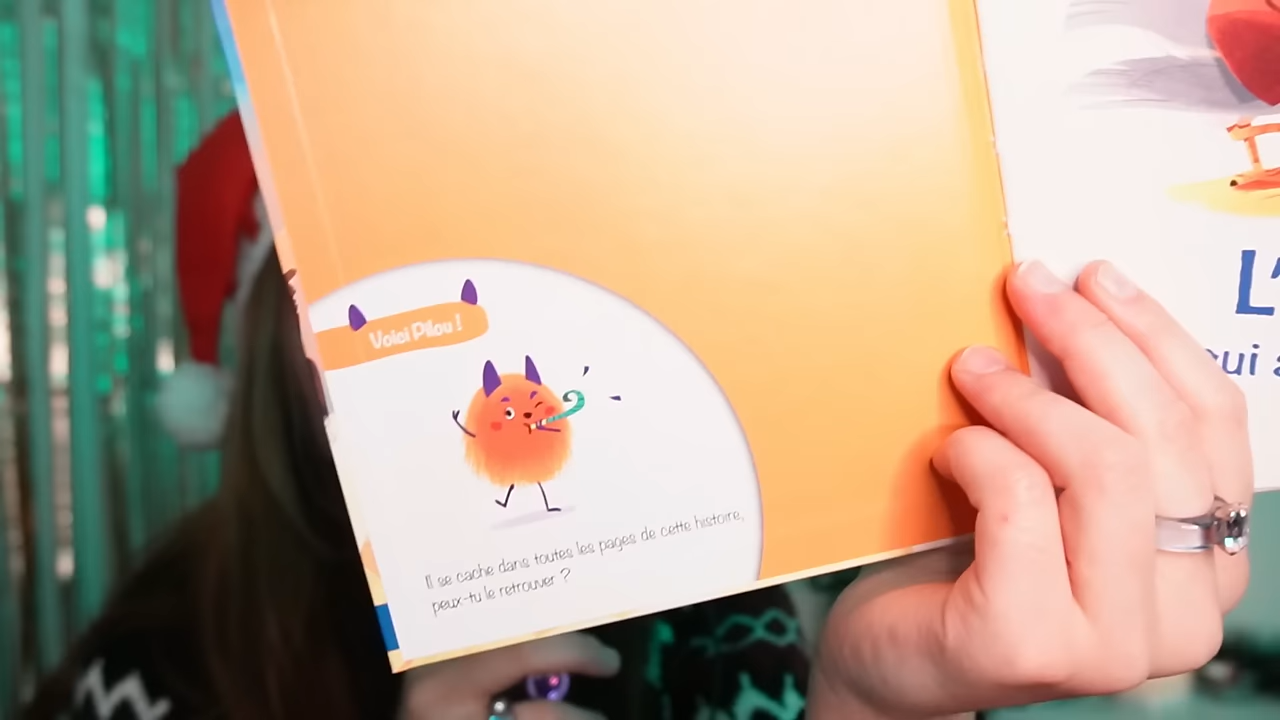 Voici Pilou !
Il se cache dans toutes les pages de cette histoire,
peux-tu le retrouver ?
L'
qui a